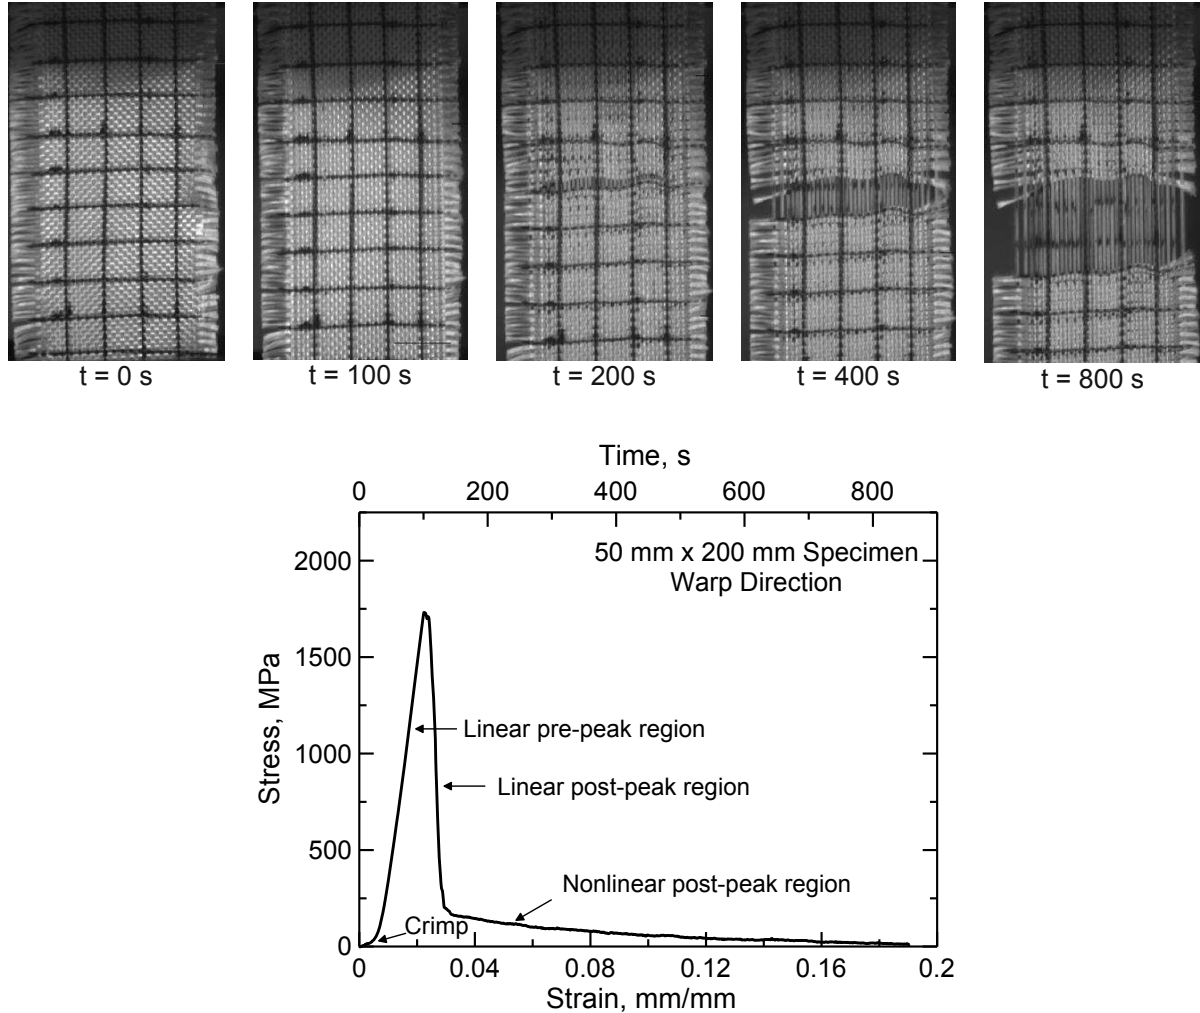 t = 0 s
t = 100 s
t = 200 s
t = 400 s
t = 800 s
Time, s
0 200 400 600 800
50 mm x 200 mm Specimen
Warp Direction
2000
1500
1000
500
0
Stress, MPa
Linear pre-peak region
Linear post-peak region
Nonlinear post-peak region
Crimp
0 0.04 0.08 0.12 0.16 0.2
Strain, mm/mm